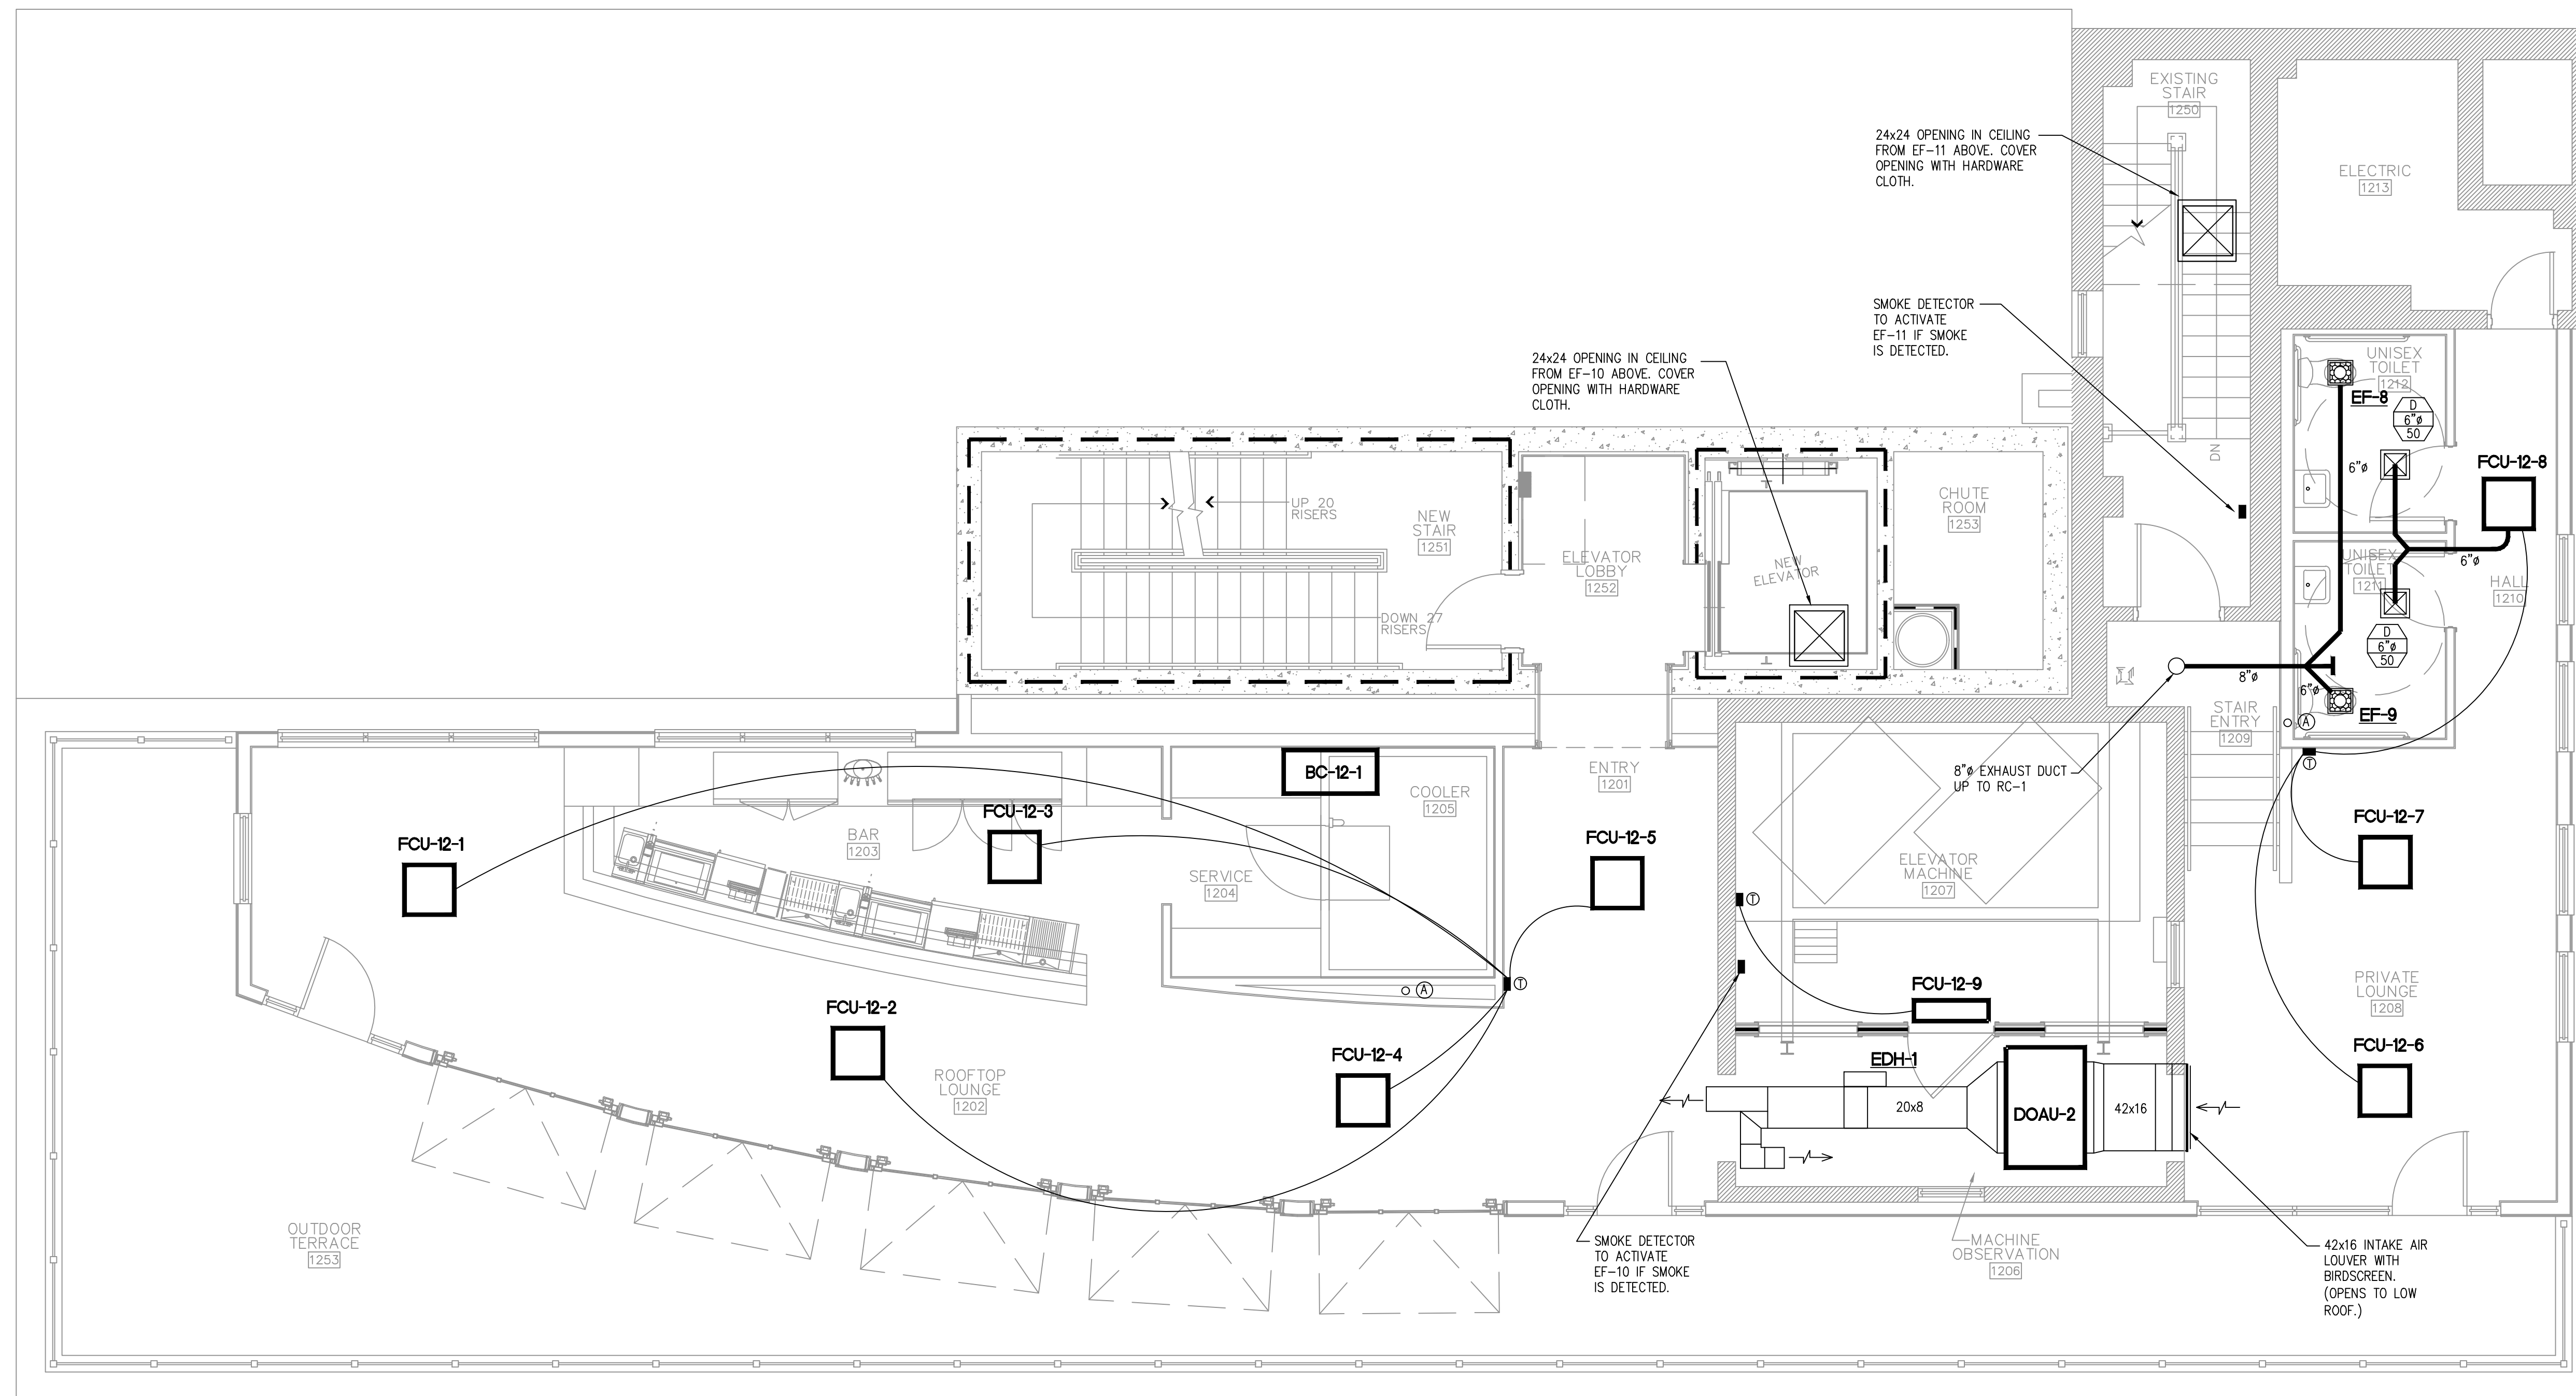 EXISTING
STAIR
1250
24x24 OPENING IN CEILING
FROM EF-11 ABOVE. COVER
OPENING WITH HARDWARE
CLOTH.
ELECTRIC
1213
SMOKE DETECTOR
TO ACTIVATE
EF-11 IF SMOKE
IS DETECTED.
24x24 OPENING IN CEILING
FROM EF-10 ABOVE. COVER
OPENING WITH HARDWARE
CLOTH.
UNISEX
TOILET
1212
EF-8
D
6"ø
50
6"ø
DN
FCU-12-8
UP 20
RISERS
NEW
STAIR
1251
ELEVATOR
LOBBY
1252
NEW
ELEVATOR
CHUTE
ROOM
1253
DOWN 27
RISERS
UNISEX
TOILET
1211
6"ø
HALL
1210
D
6"ø
50
8"ø
6"ø
EF-9
A
STAIR
ENTRY
1209
T
8"ø EXHAUST DUCT
UP TO RC-1
BC-12-1
COOLER
1205
ENTRY
1201
FCU-12-1
BAR
1203
FCU-12-3
SERVICE
1204
FCU-12-5
ELEVATOR
MACHINE
1207
T
FCU-12-7
FCU-12-2
ROOFTOP
LOUNGE
1202
A
T
FCU-12-4
FCU-12-9
PRIVATE
LOUNGE
1208
FCU-12-6
EDH-1
20x8
DOAU-2
42x16
OUTDOOR
TERRACE
1253
SMOKE DETECTOR
TO ACTIVATE
EF-10 IF SMOKE
IS DETECTED.
MACHINE
OBSERVATION
1206
42x16 INTAKE AIR
LOUVER WITH
BIRDSCREEN.
(OPENS TO LOW
ROOF.)